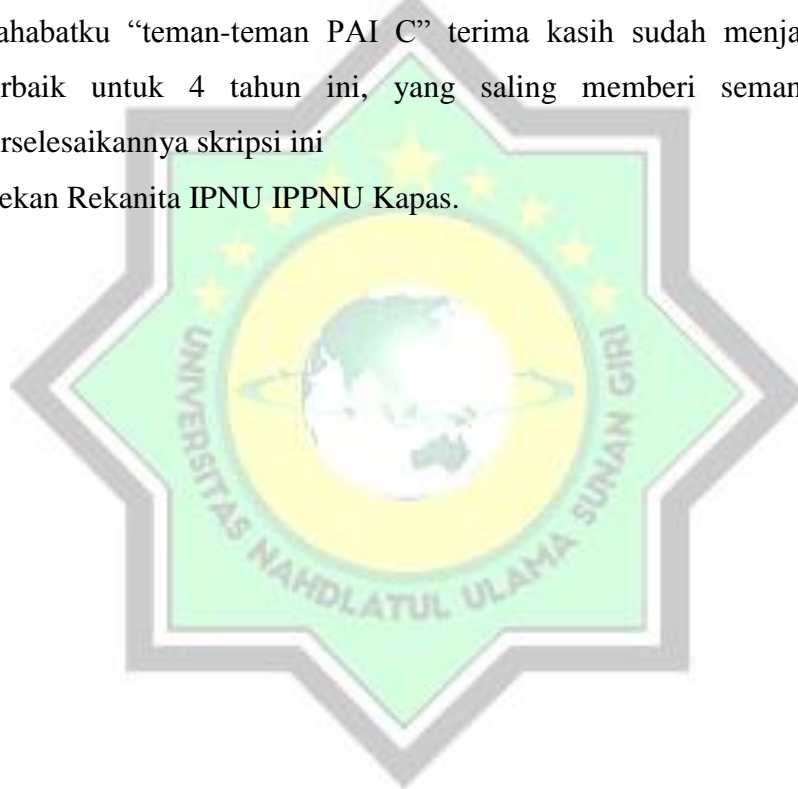 ahabatku “teman-teman PAI C” terima kasih sudah menja
rbaik untuk 4 tahun ini, yang saling memberi seman
rselesaikannya skripsi ini
ekan Rekanita IPNU IPPNU Kapas.
UNIVERSITAS NAHDLATUL ULAMA SUNAN GIRI